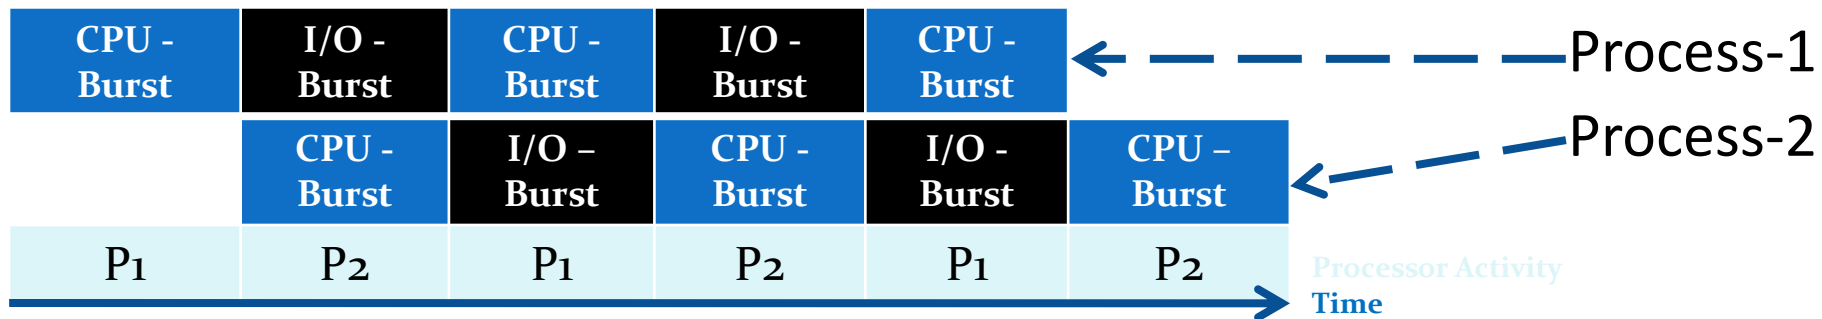 CPU - I/O - CPU - I/O - CPU -
Burst Burst Burst Burst Burst
Process-1
CPU - I/O – CPU - I/O - CPU –
Burst Burst Burst Burst Burst
Process-2
P1 P2 P1 P2 P1 P2
Processor Activity
Time